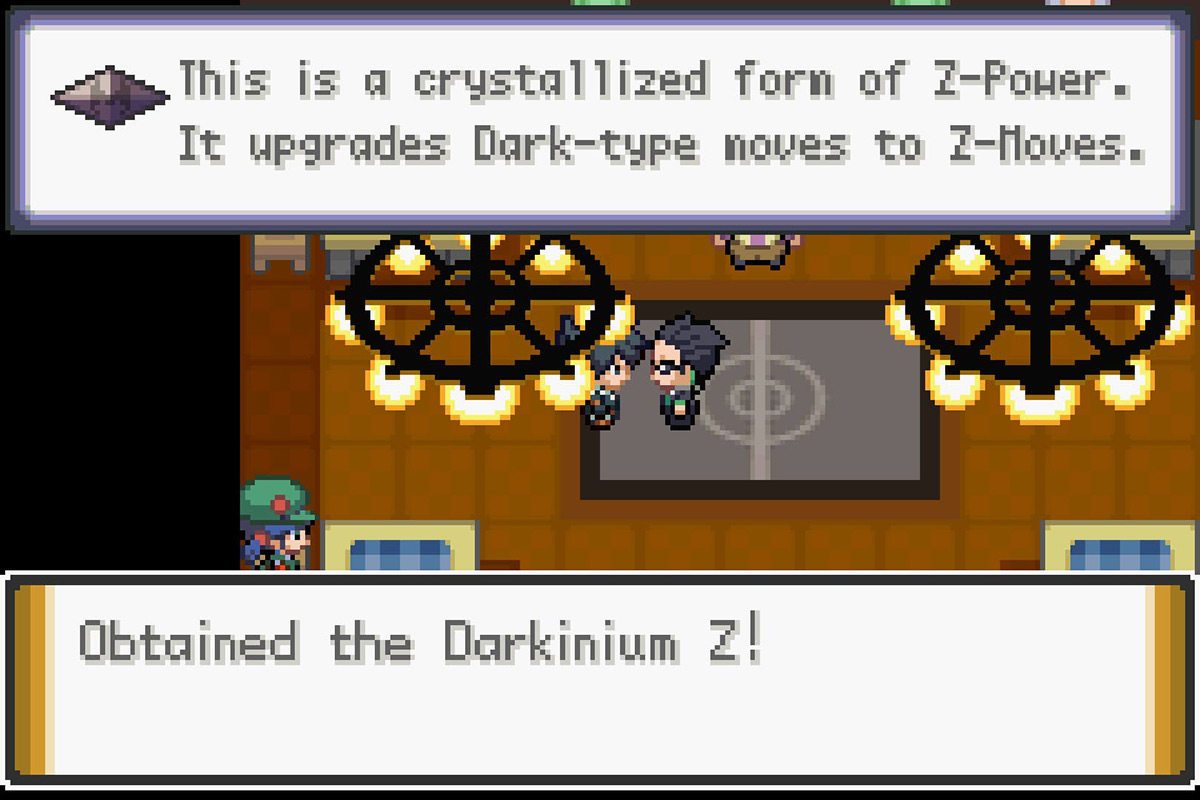 This is a crystallized form of Z-Power.
It upgrades Dark-type moves to Z-Moves.
Obtained the Darkinium Z!